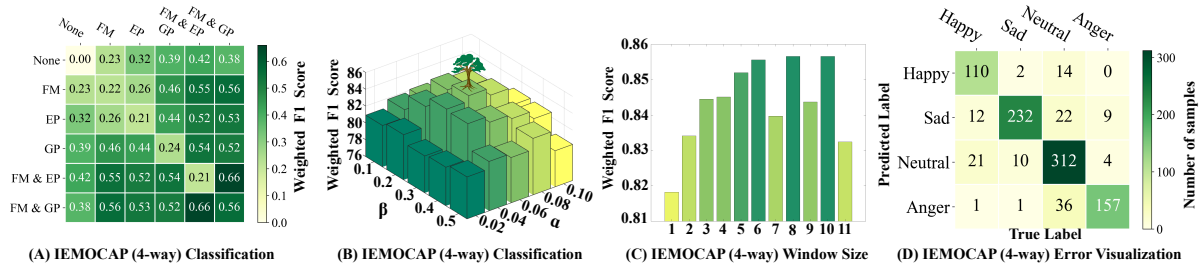 None FM EP GP FM & EP FM & GP
None 0.00 0.23 0.32 0.39 0.42 0.38
FM 0.23 0.22 0.26 0.46 0.55 0.56
EP 0.32 0.26 0.21 0.44 0.52 0.53
GP 0.39 0.46 0.44 0.24 0.54 0.52
FM & EP 0.42 0.55 0.52 0.54 0.21 0.66
FM & GP 0.38 0.56 0.53 0.52 0.66 0.56
0.6
0.5
0.4
0.3
0.2
0.1
0.0
Weighted F1 Score
(A) IEMOCAP (4-way) Classification
Weighted F1 Score
86
84
82
80
78
76
0.1
0.2
0.3
0.4
0.5
β
0.02
0.04
0.06
0.08
0.10
α
(B) IEMOCAP (4-way) Classification
Weighted F1 Score
0.86
0.85
0.84
0.83
0.82
0.81
1 2 3 4 5 6 7 8 9 10 11
(C) IEMOCAP (4-way) Window Size
Happy Sad Neutral Anger
Predicted Label
Happy 110 2 14 0
Sad 12 232 22 9
Neutral 21 10 312 4
Anger 1 1 36 157
True Label
300
200
100
0
Number of samples
(D) IEMOCAP (4-way) Error Visualization